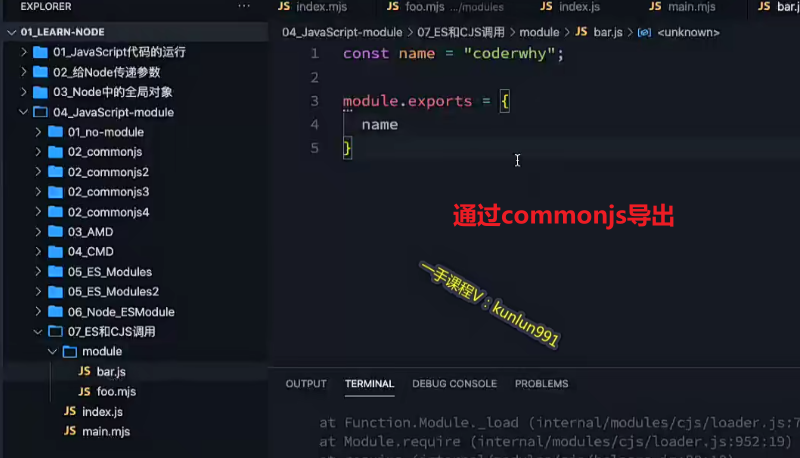 EXPLORER
···
JS index.mjs
JS foo.mjs .../modules
JS index.js
JS main.mjs
JS bar.j
01_LEARN-NODE
04_JavaScript-module > 07_ES和CJS调用 > module > JS bar.js > <unknown>
01_JavaScript代码的运行
02_给Node传递参数
03_Node中的全局对象
04_JavaScript-module
01_no-module
02_commonjs
02_commonjs2
02_commonjs3
02_commonjs4
03_AMD
04_CMD
05_ES_Modules
05_ES_Modules2
06_Node_ESModule
07_ES和CJS调用
module
JS bar.js
JS foo.mjs
JS index.js
JS main.mjs
1 const name = "coderwhy";
2
3 module.exports = {
4 name
5 }
通过commonjs导出
一手课程V：kunlun991
OUTPUT TERMINAL DEBUG CONSOLE PROBLEMS
at Function.Module._load (internal/modules/cjs/loader.js:7
at Module.require (internal/modules/cjs/loader.js:952:19)